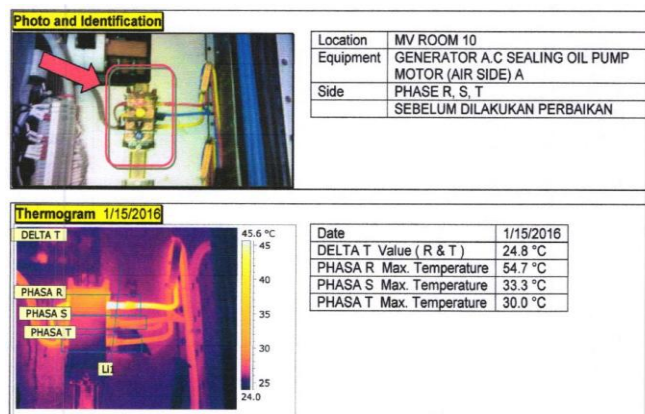 Photo and Identification
Location MV ROOM 10
Equipment GENERATOR A.C SEALING OIL PUMP
MOTOR (AIR SIDE) A
Side PHASE R, S, T
SEBELUM DILAKUKAN PERBAIKAN
Thermogram 1/15/2016
DELTA T
PHASA R
PHASA S
PHASA T
Li1
45.6 °C
45
40
35
30
25
24.0
Date 1/15/2016
DELTA T Value ( R & T ) 24.8 °C
PHASA R Max. Temperature 54.7 °C
PHASA S Max. Temperature 33.3 °C
PHASA T Max. Temperature 30.0 °C